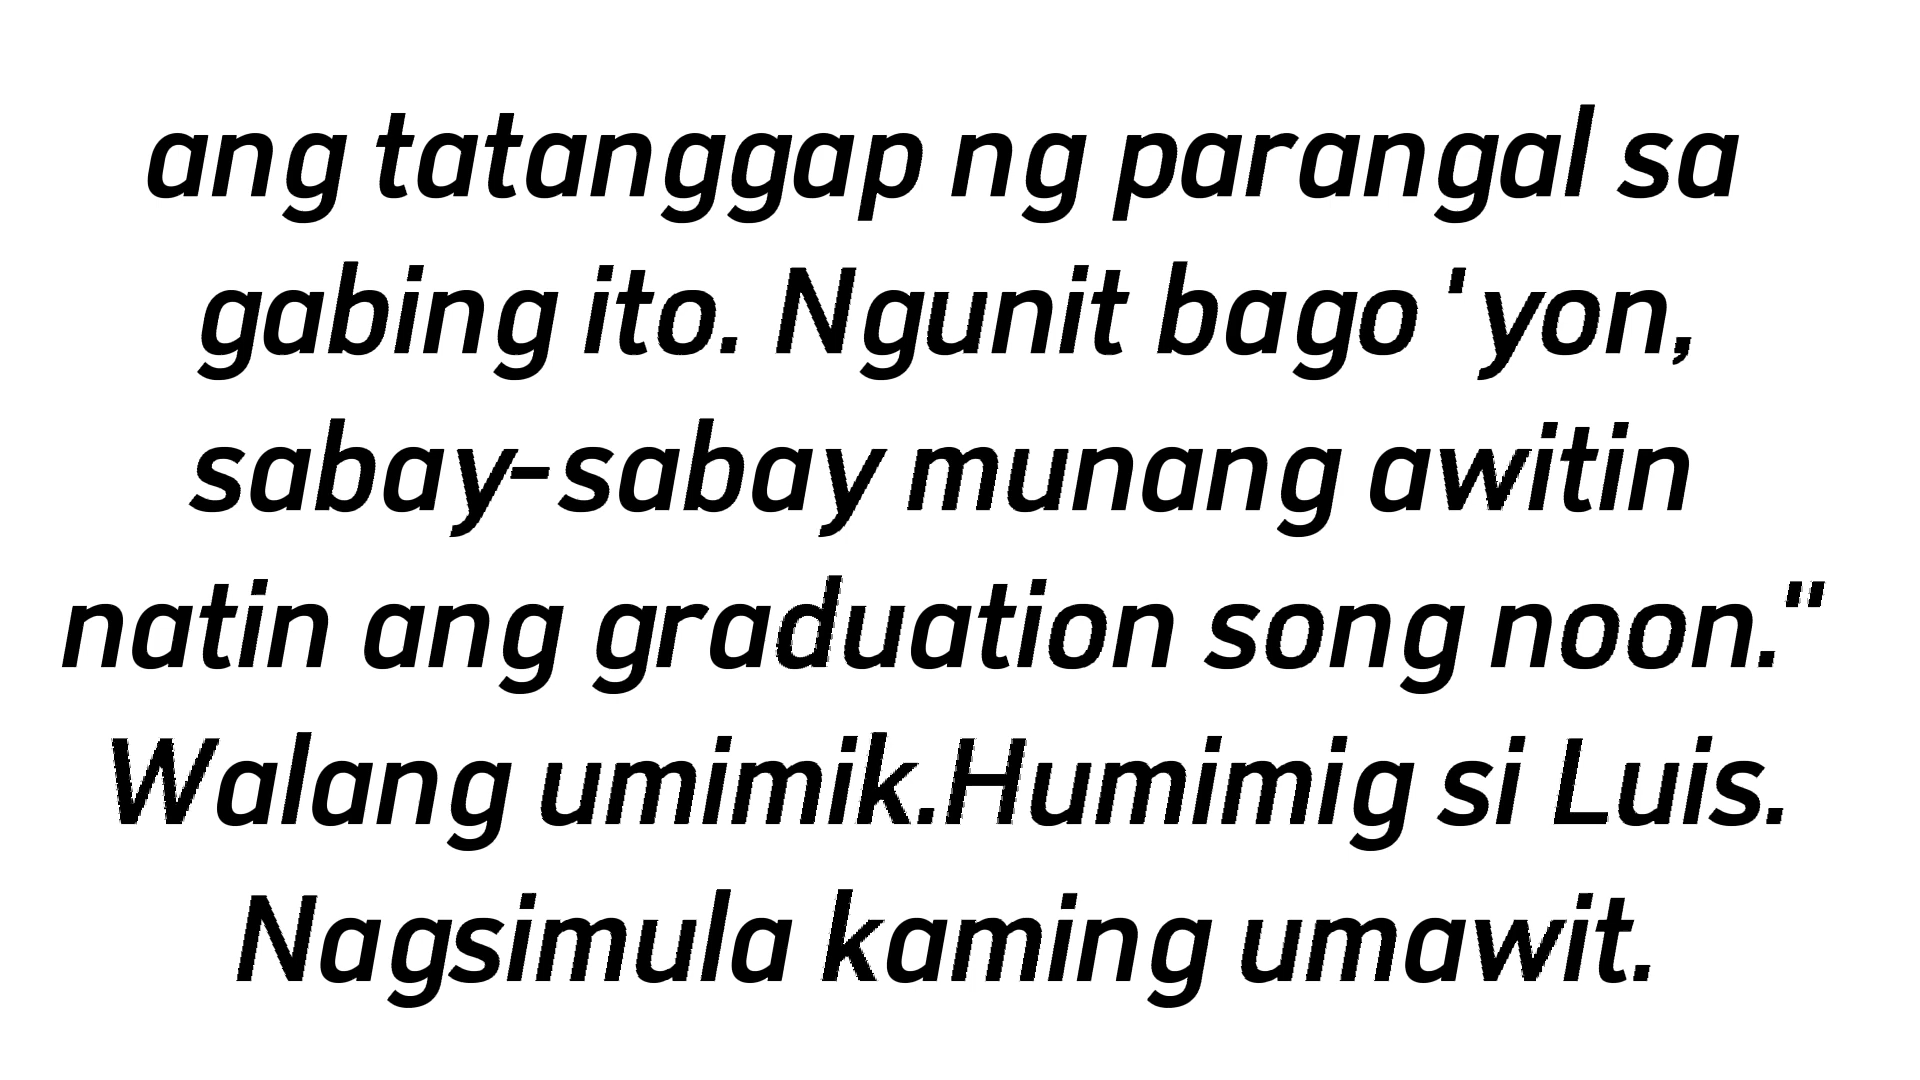 ang tatanggap ng parangal sa
gabing ito. Ngunit bago 'yon,
sabay-sabay munang awitin
natin ang graduation song noon."
Walang umimik.Humimig si Luis.
Nagsimula kaming umawit.